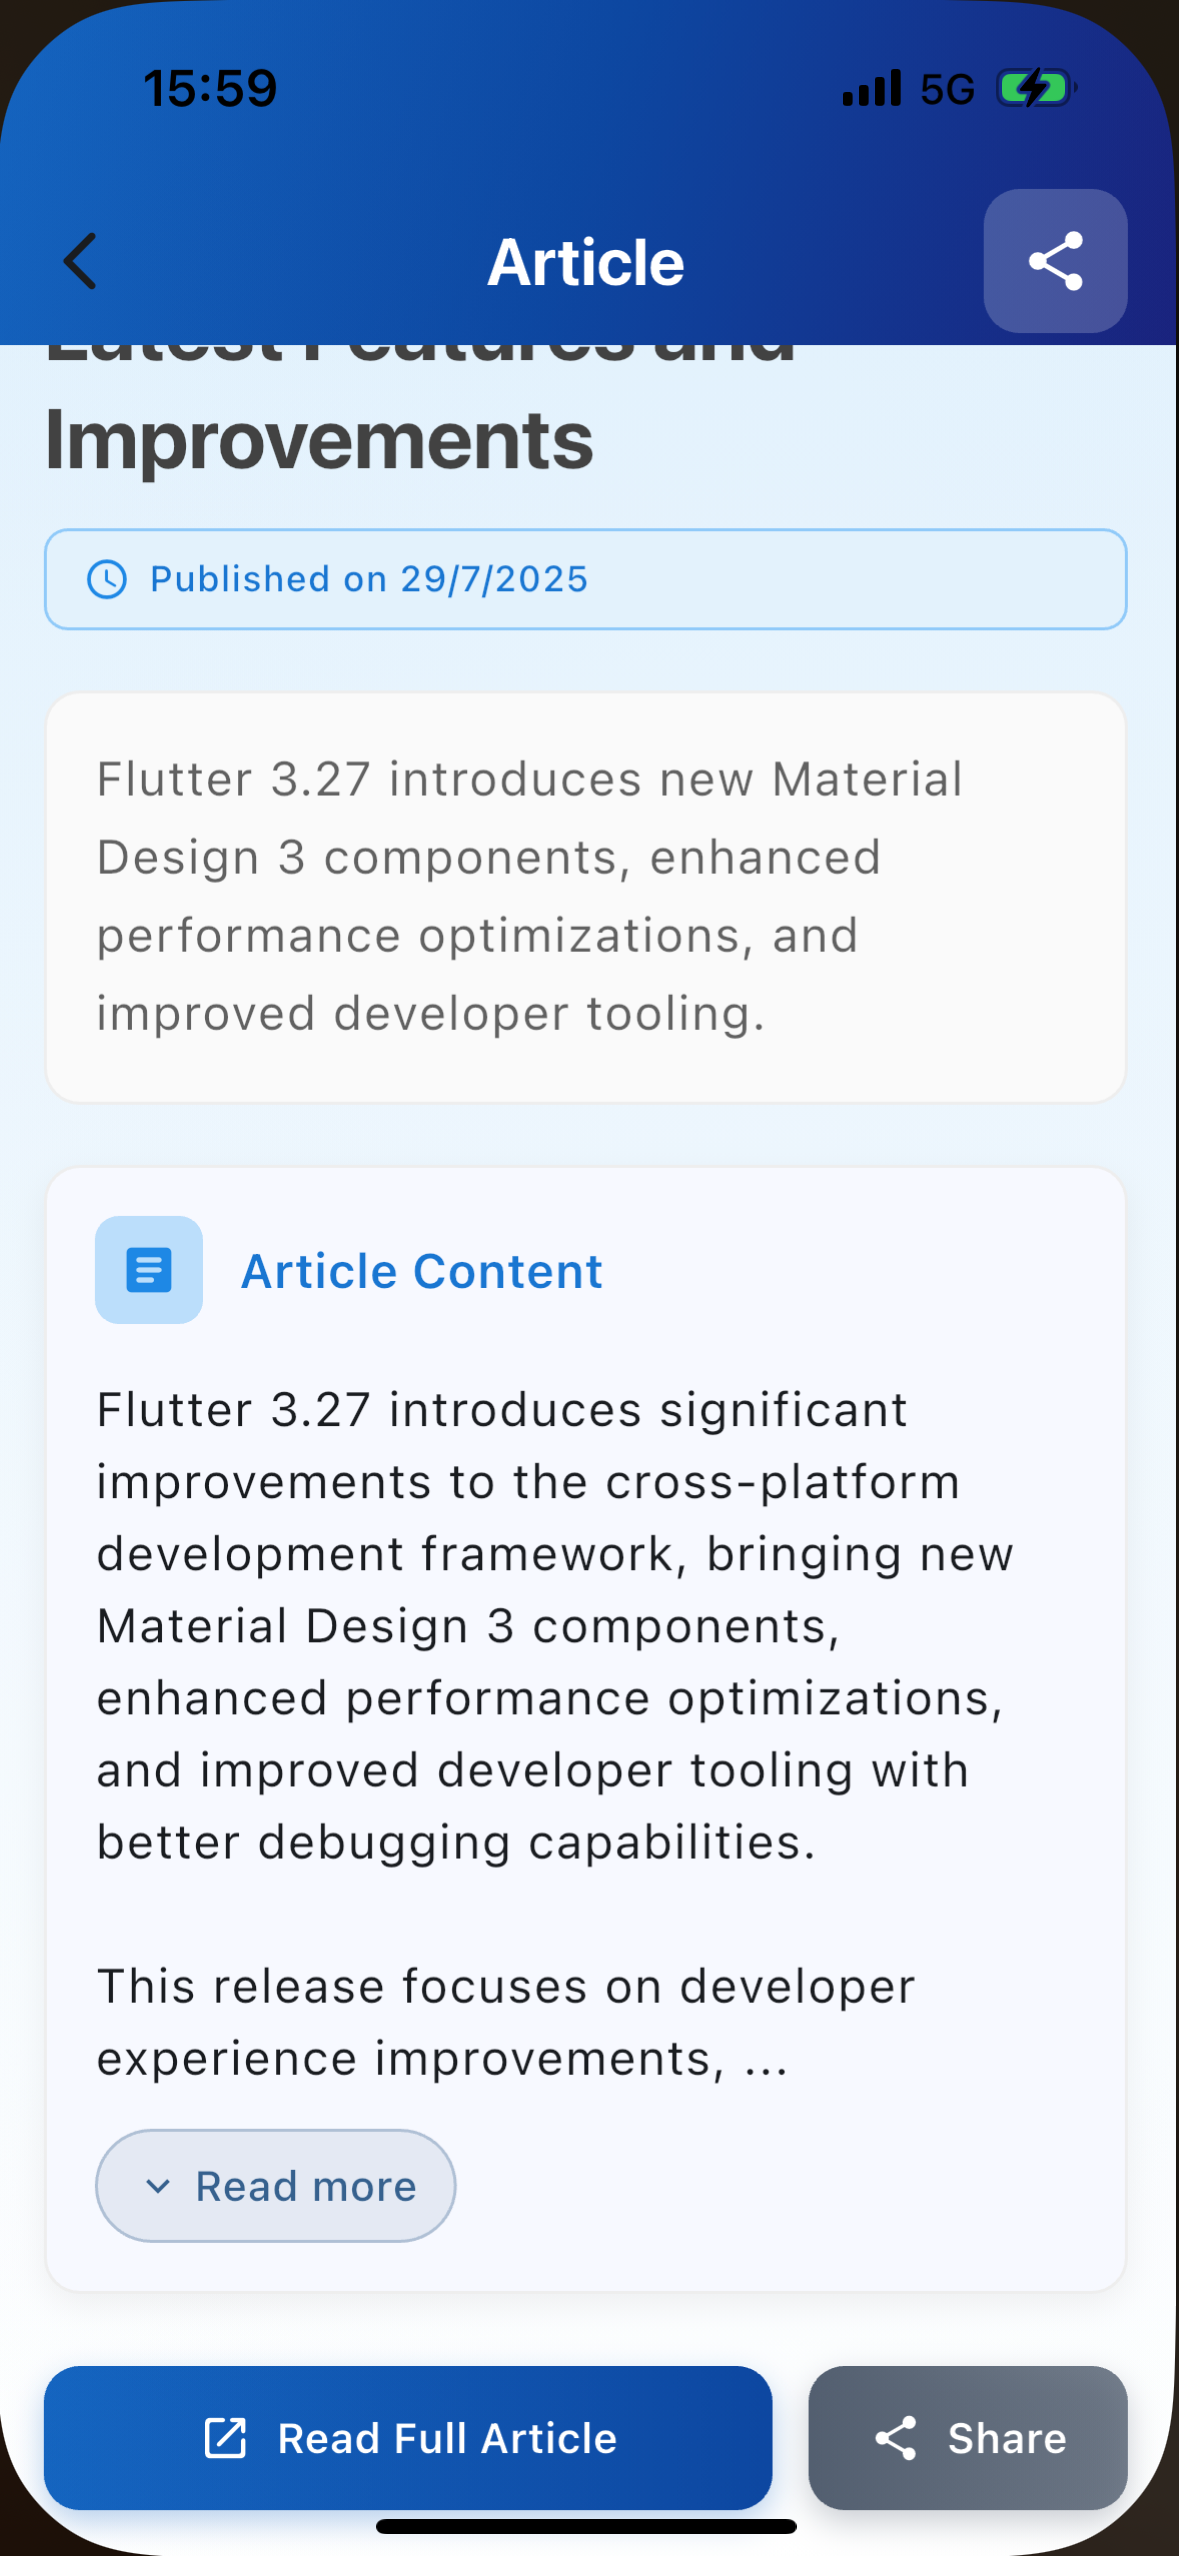 15:59
5G
Article
Latest Features and
Improvements
Published on 29/7/2025
Flutter 3.27 introduces new Material
Design 3 components, enhanced
performance optimizations, and
improved developer tooling.
Article Content
Flutter 3.27 introduces significant
improvements to the cross-platform
development framework, bringing new
Material Design 3 components,
enhanced performance optimizations,
and improved developer tooling with
better debugging capabilities.
This release focuses on developer
experience improvements, ...
Read more
Read Full Article
Share